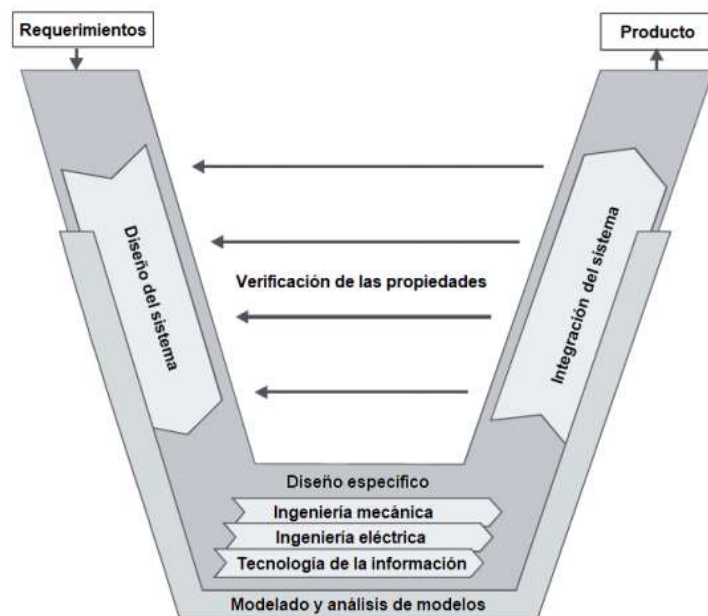 Requerimientos
Producto
Diseño del sistema
Verificación de las propiedades
Integración del sistema
Diseño específico
Ingeniería mecánica
Ingeniería eléctrica
Tecnología de la información
Modelado y análisis de modelos